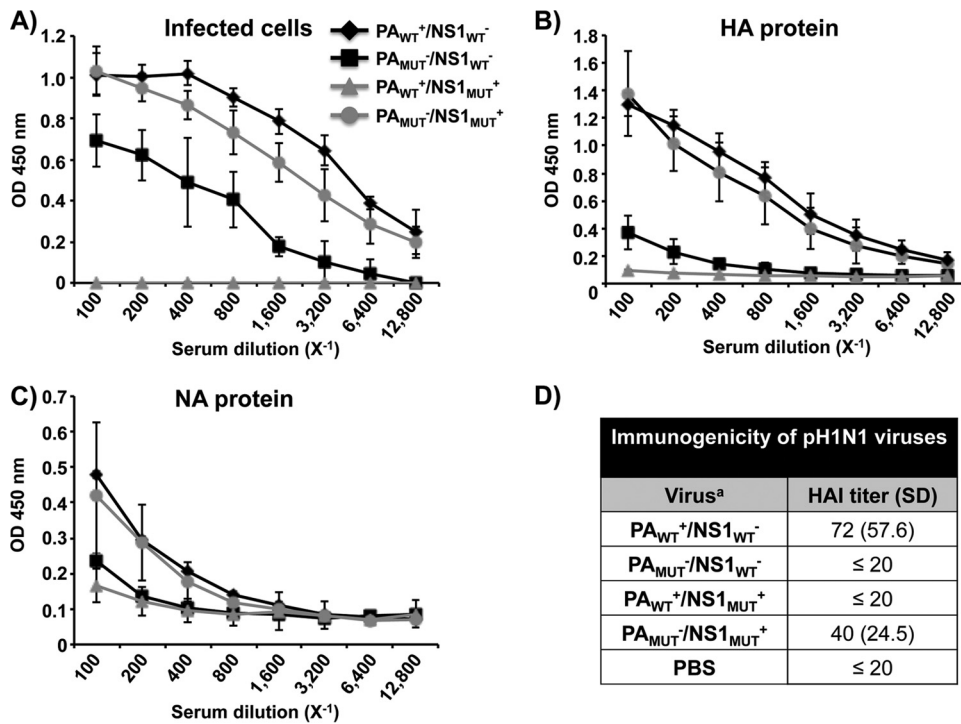 A)
Infected cells
PA_WT⁺/NS1_WT⁻
PA_MUT⁻/NS1_WT⁻
PA_WT⁺/NS1_MUT⁺
PA_MUT⁻/NS1_MUT⁺
OD 450 nm
1.2
1.0
0.8
0.6
0.4
0.2
0
100
200
400
800
1,600
3,200
6,400
12,800
Serum dilution (X⁻¹)
B)
HA protein
OD 450 nm
1.8
1.6
1.4
1.2
1.0
0.8
0.6
0.4
0.2
0
100
200
400
800
1,600
3,200
6,400
12,800
Serum dilution (X⁻¹)
C)
NA protein
OD 450 nm
0.7
0.6
0.5
0.4
0.3
0.2
0.1
0
100
200
400
800
1,600
3,200
6,400
12,800
Serum dilution (X⁻¹)
D)
Immunogenicity of pH1N1 viruses
Virusᵃ HAI titer (SD)
PA_WT⁺/NS1_WT⁻ 72 (57.6)
PA_MUT⁻/NS1_WT⁻ ≤ 20
PA_WT⁺/NS1_MUT⁺ ≤ 20
PA_MUT⁻/NS1_MUT⁺ 40 (24.5)
PBS ≤ 20